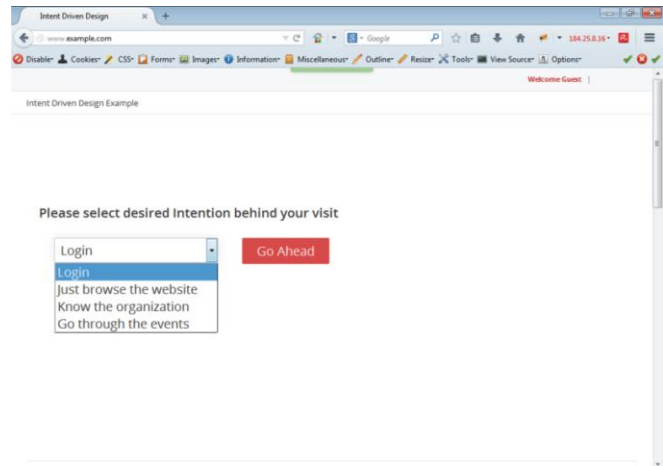 Intent Driven Design
www.example.com
Google
184.25.8.16
Disable Cookies CSS Forms Images Information Miscellaneous Outline Resize Tools View Source Options
Welcome Guest |
Intent Driven Design Example
Please select desired Intention behind your visit
Login
Go Ahead
Login
Just browse the website
Know the organization
Go through the events